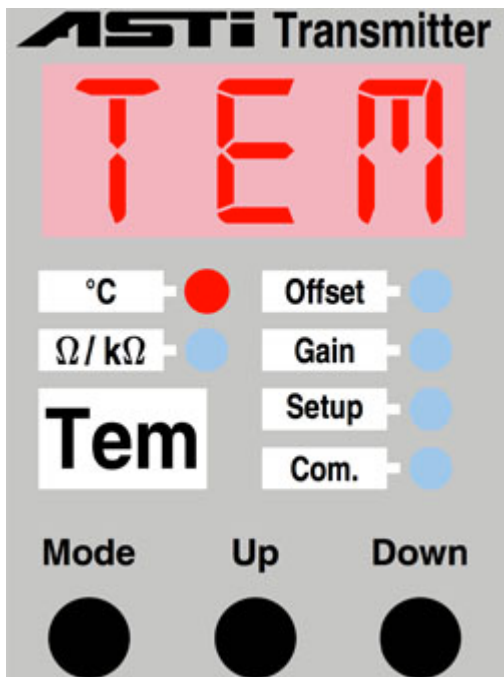 ASTi Transmitter
TEM
°C
Offset
Ω / kΩ
Gain
Tem
Setup
Com.
Mode Up Down